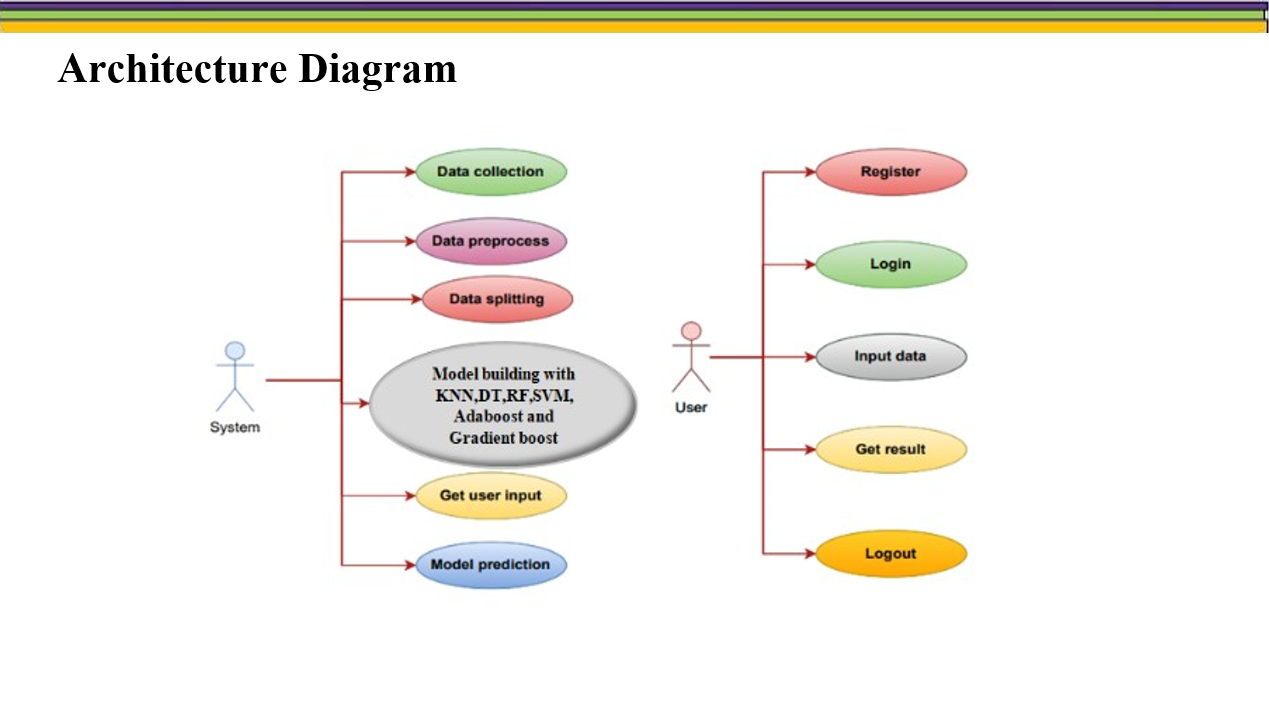 Architecture Diagram
Data collection
Data preprocess
Data splitting
Model building with
KNN,DT,RF,SVM,
Adaboost and
Gradient boost
Get user input
Model prediction
System
Register
Login
Input data
Get result
Logout
User